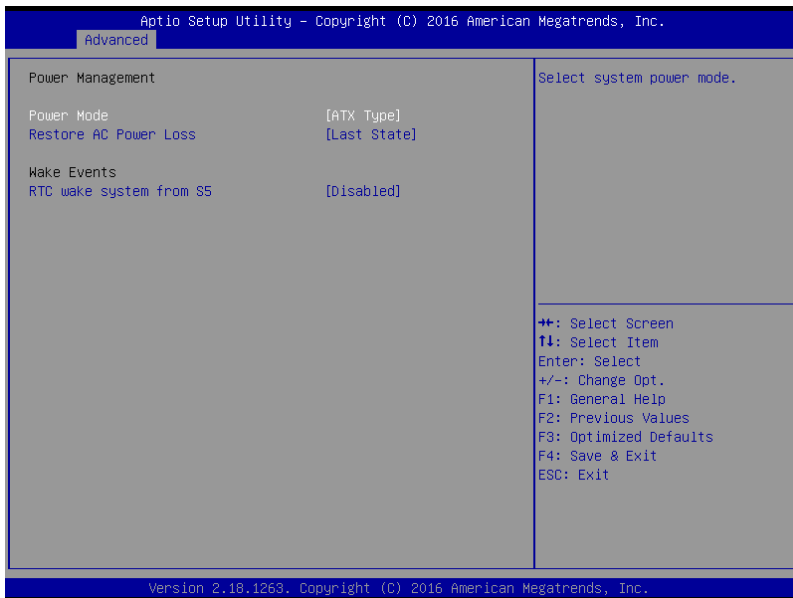 Aptio Setup Utility – Copyright (C) 2016 American Megatrends, Inc.
Advanced
Power Management
Power Mode [ATX Type]
Restore AC Power Loss [Last State]
Wake Events
RTC wake system from S5 [Disabled]
Select system power mode.
→←: Select Screen
↑↓: Select Item
Enter: Select
+/-: Change Opt.
F1: General Help
F2: Previous Values
F3: Optimized Defaults
F4: Save & Exit
ESC: Exit
Version 2.18.1263. Copyright (C) 2016 American Megatrends, Inc.